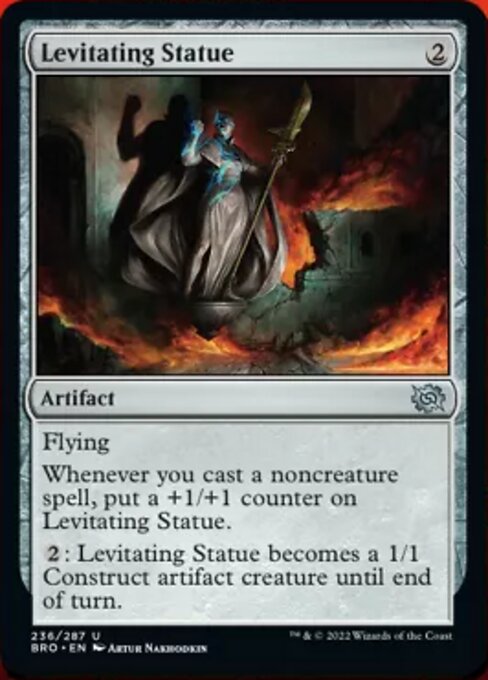 Levitating Statue 2
Artifact
Flying
Whenever you cast a noncreature
spell, put a +1/+1 counter on
Levitating Statue.
2: Levitating Statue becomes a 1/1
Construct artifact creature until end
of turn.
236/287 U
BRO • EN Artur Nakhodkin
™ & © 2022 Wizards of the Coast